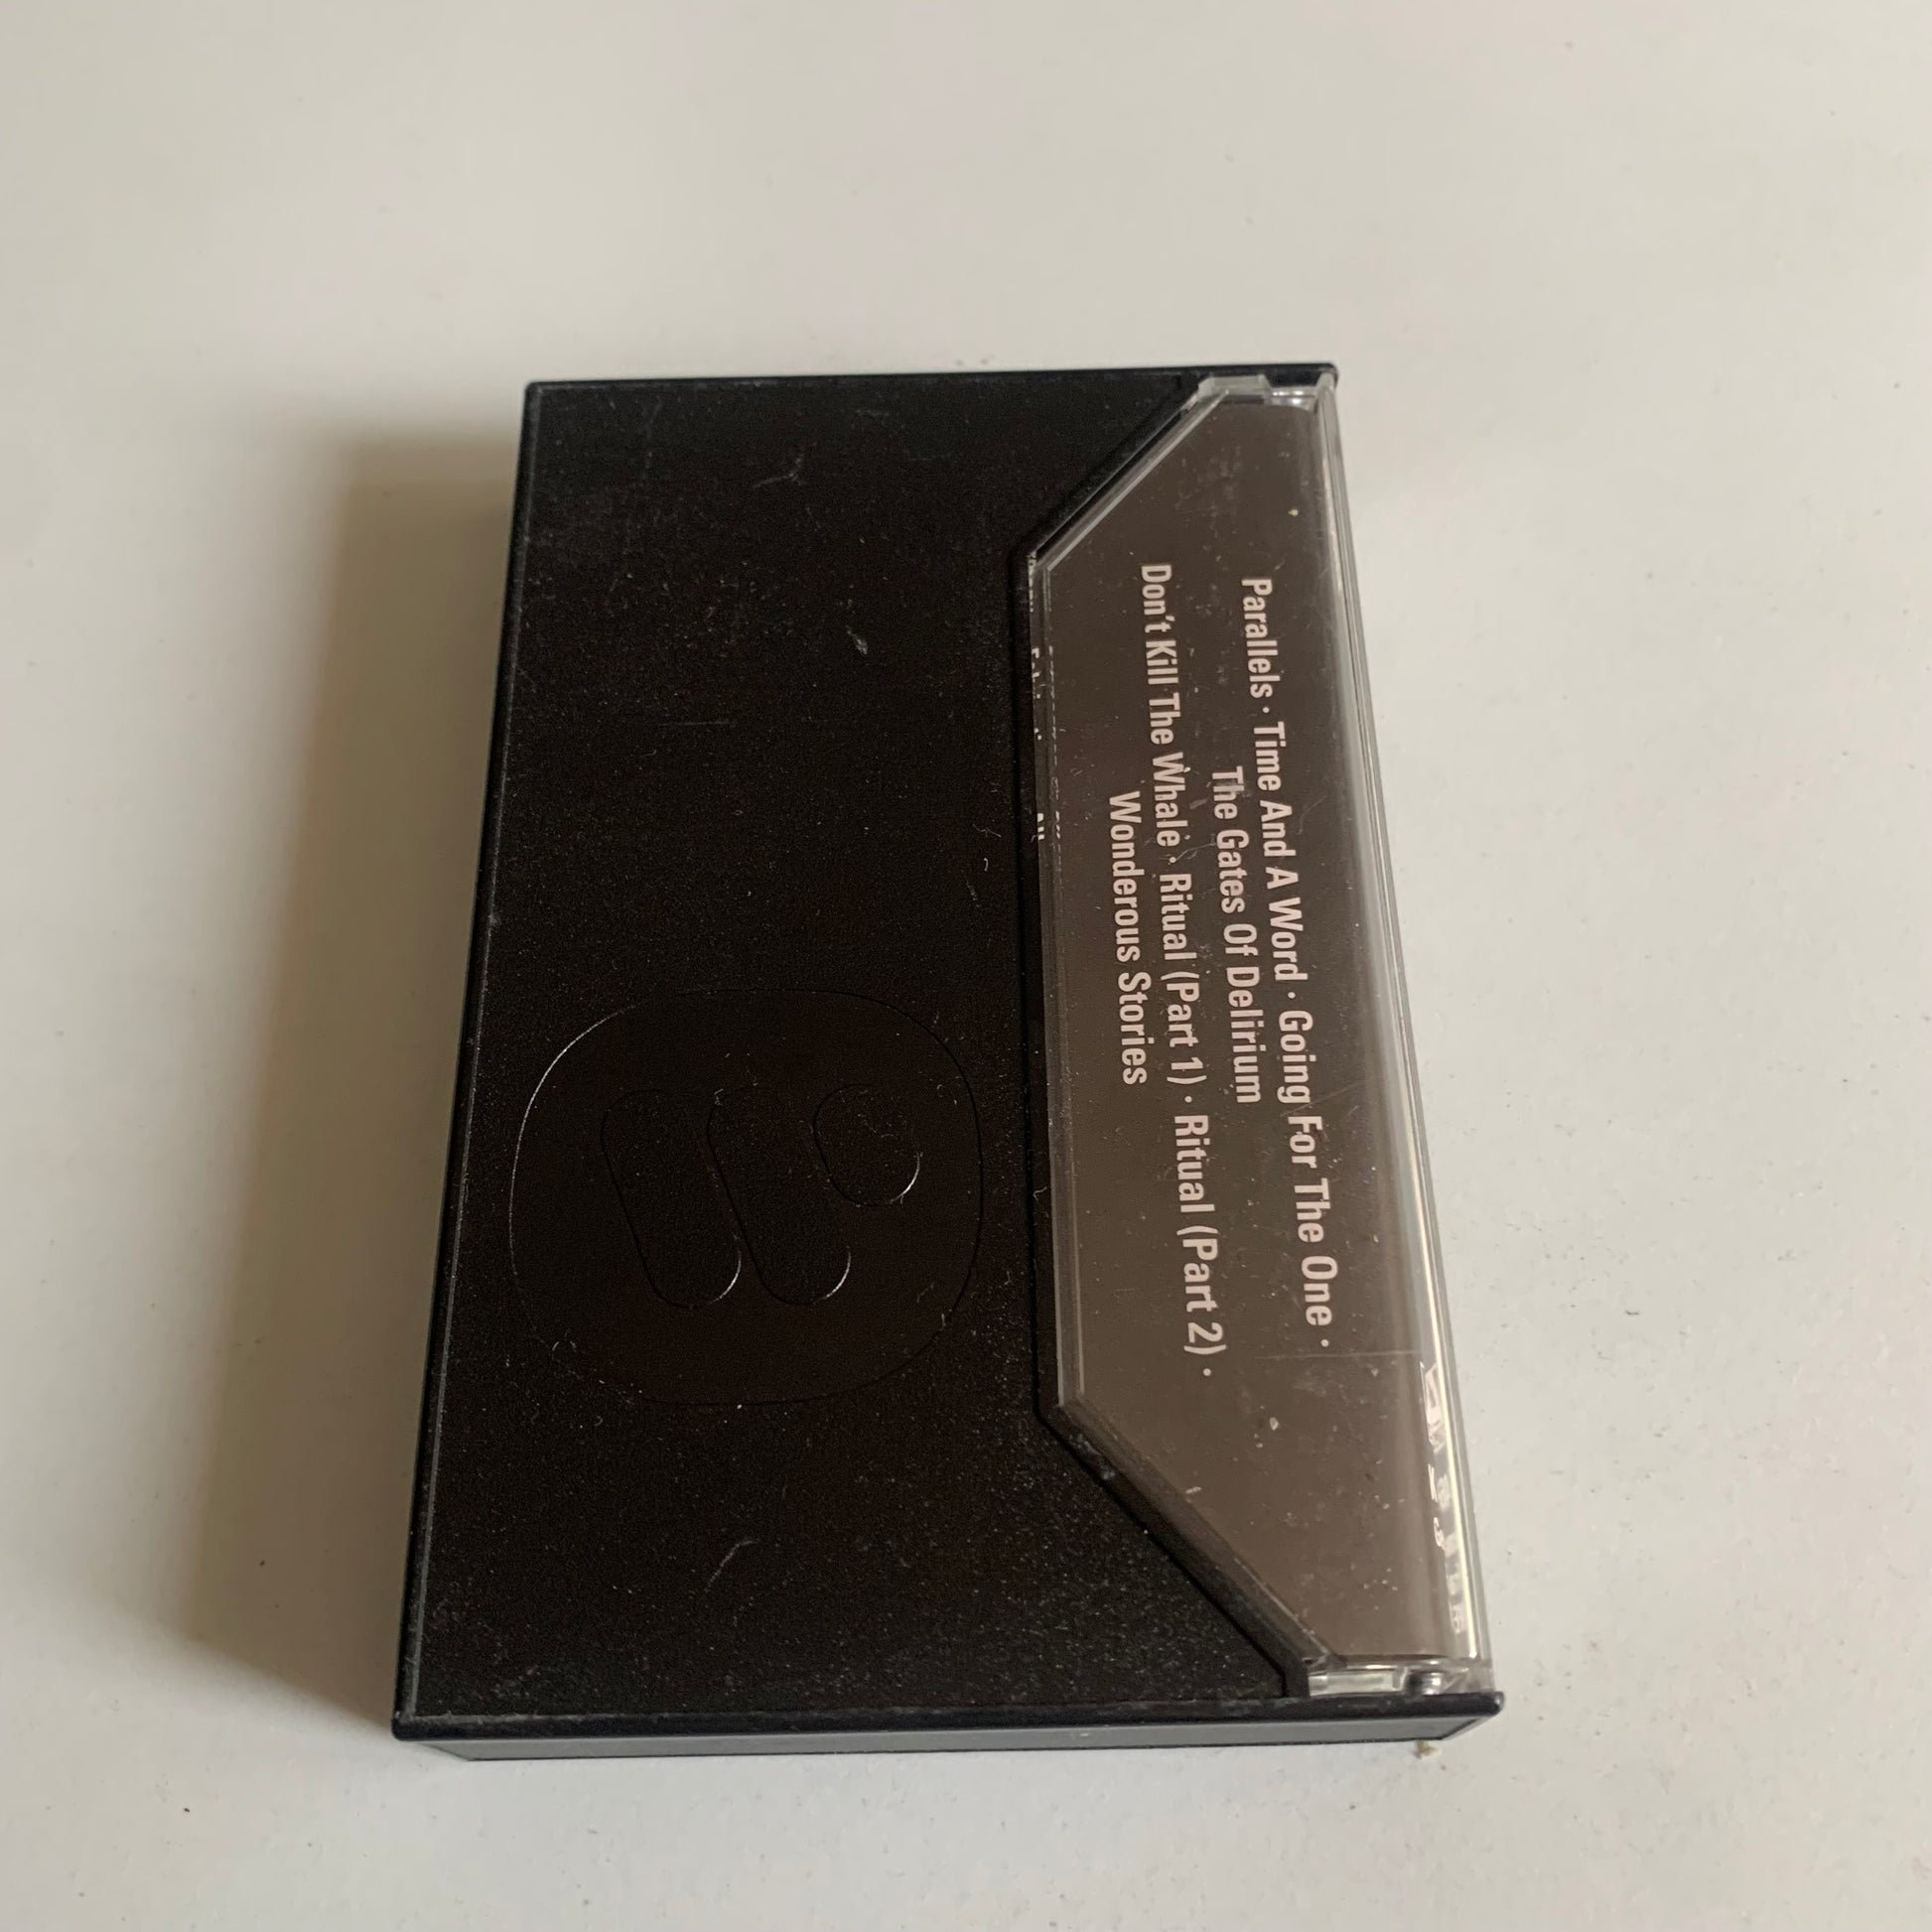 Parallels · Time And A Word · Going For The One ·
The Gates Of Delirium
Don't Kill The Whale · Ritual (Part 1) · Ritual (Part 2) ·
Wonderous Stories